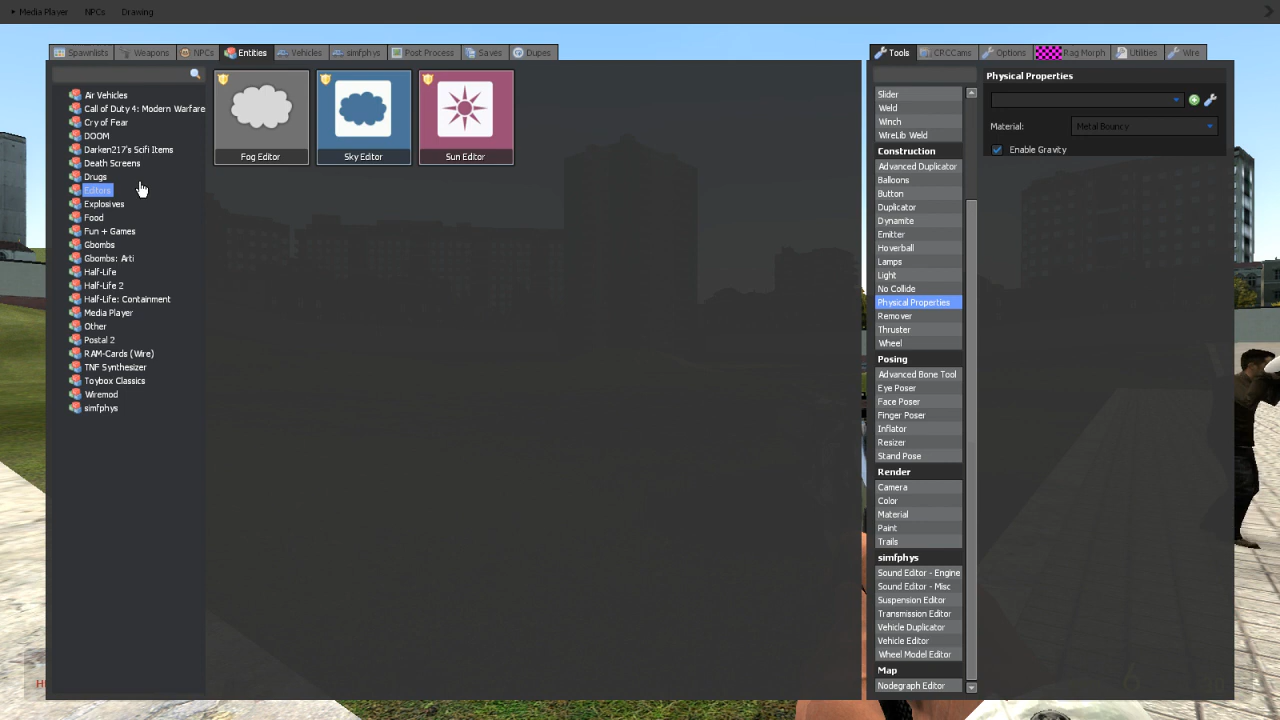 Media Player NPCs Drawing
Spawnlists Weapons NPCs Entities Vehicles simfphys Post Process Saves Dupes
Air Vehicles
Call of Duty 4: Modern Warfare
Cry of Fear
DOOM
Darken217's Scifi Items
Death Screens
Drugs
Editors
Explosives
Food
Fun + Games
Gbombs
Gbombs: Arti
Half-Life
Half-Life 2
Half-Life: Containment
Media Player
Other
Postal 2
RAM-Cards (Wire)
TNF Synthesizer
Toybox Classics
Wiremod
simfphys
Fog Editor
Sky Editor
Sun Editor
Tools CRCCams Options Rag Morph Utilities Wire
Slider
Weld
Winch
WireLib Weld
Construction
Advanced Duplicator
Balloons
Button
Duplicator
Dynamite
Emitter
Hoverball
Lamps
Light
No Collide
Physical Properties
Remover
Thruster
Wheel
Posing
Advanced Bone Tool
Eye Poser
Face Poser
Finger Poser
Inflator
Resizer
Stand Pose
Render
Camera
Color
Material
Paint
Trails
simfphys
Sound Editor - Engine
Sound Editor - Misc
Suspension Editor
Transmission Editor
Vehicle Duplicator
Vehicle Editor
Wheel Model Editor
Map
Nodegraph Editor
Physical Properties
Material: Metal Bouncy
Enable Gravity